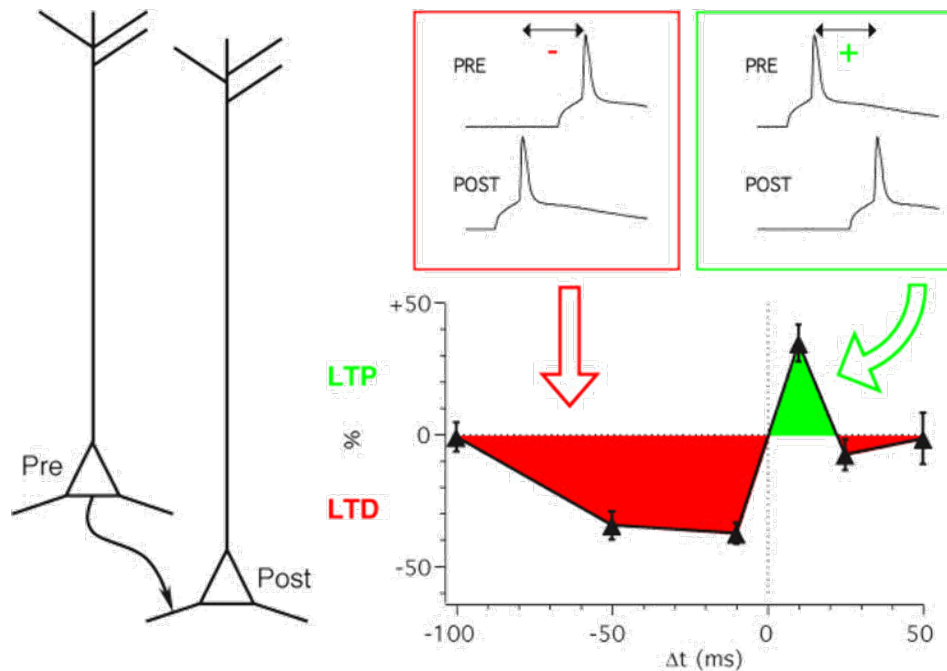 Pre
Post
PRE
-
POST
PRE
+
POST
+50
LTP
0
%
LTD
-50
-100
-50
0
50
Δt (ms)